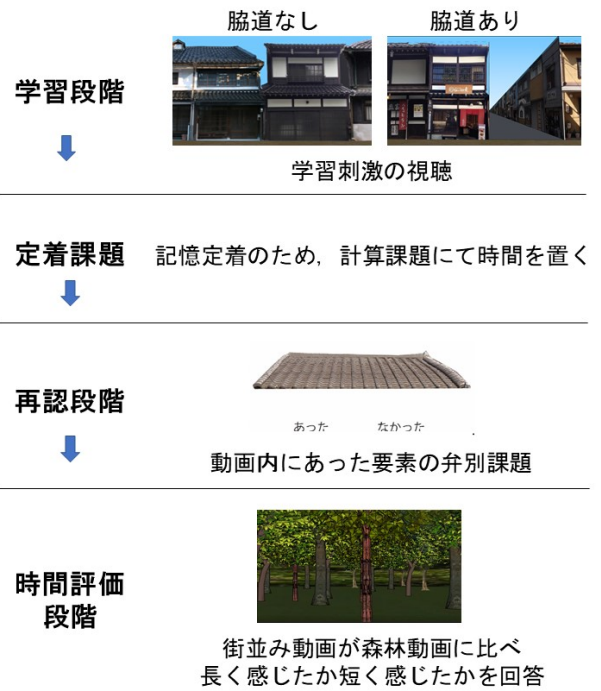 脇道なし
脇道あり
学習段階
学習刺激の視聴
定着課題
記憶定着のため，計算課題にて時間を置く
再認段階
あった
なかった
動画内にあった要素の弁別課題
時間評価
段階
街並み動画が森林動画に比べ
長く感じたか短く感じたかを回答